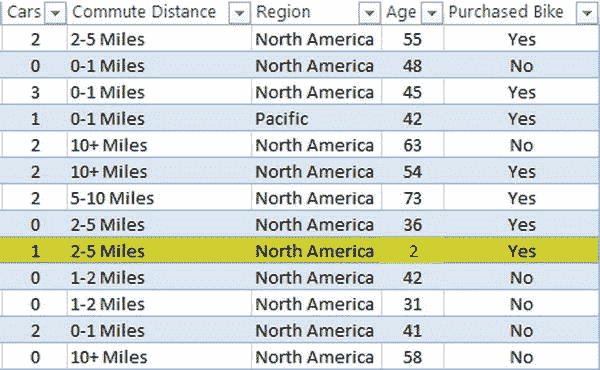 Cars Commute Distance Region Age Purchased Bike
2 2-5 Miles North America 55 Yes
0 0-1 Miles North America 48 No
3 0-1 Miles North America 45 Yes
1 0-1 Miles Pacific 42 Yes
2 10+ Miles North America 63 No
2 10+ Miles North America 54 Yes
2 5-10 Miles North America 73 Yes
0 2-5 Miles North America 36 Yes
1 2-5 Miles North America 2 Yes
0 1-2 Miles North America 42 No
0 1-2 Miles North America 31 No
2 0-1 Miles North America 41 No
0 10+ Miles North America 58 No